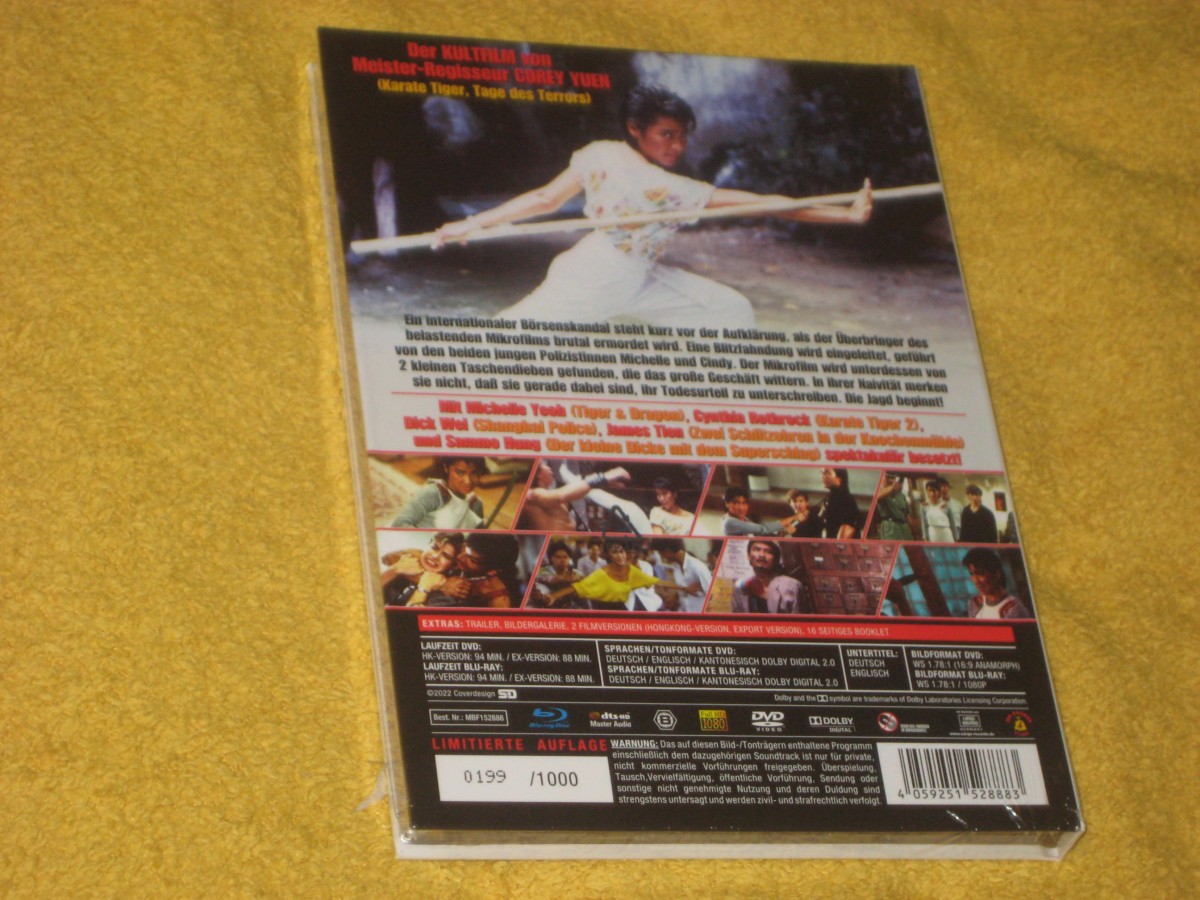 Der KULTFILM von
Meister-Regisseur COREY YUEN
(Karate Tiger, Tage des Terrors)
Ein internationaler Börsenskandal steht kurz vor der Aufklärung, als der Überbringer des
belastenden Mikrofilms brutal ermordet wird. Eine Blitzfahndung wird eingeleitet, geführt
von den beiden jungen Polizistinnen Michelle und Cindy. Der Mikrofilm wird unterdessen von
2 kleinen Taschendieben gefunden, die das große Geschäft wittern. In ihrer Naivität merken
sie nicht, daß sie gerade dabei sind, ihr Todesurteil zu unterschreiben. Die Jagd beginnt!
Mit Michelle Yeoh (Tiger & Dragon), Cynthia Rothrock (Karate Tiger 2),
Dick Wei (Shanghai Police), James Tien (Zwei Schlitzohren in der Knochenmühle)
und Sammo Hung (Der kleine Dicke mit dem Superschlag) spektakulär besetzt!
EXTRAS: TRAILER, BILDERGALERIE, 2 FILMVERSIONEN (HONGKONG-VERSION, EXPORT VERSION), 16 SEITIGES BOOKLET
LAUFZEIT DVD:
HK-VERSION: 94 MIN. / EX-VERSION: 88 MIN.
LAUFZEIT BLU-RAY:
HK-VERSION: 94 MIN. / EX-VERSION: 88 MIN.
SPRACHEN/TONFORMATE DVD:
DEUTSCH / ENGLISCH / KANTONESISCH DOLBY DIGITAL 2.0
SPRACHEN/TONFORMATE BLU-RAY:
DEUTSCH / ENGLISCH / KANTONESISCH DOLBY DIGITAL 2.0
UNTERTITEL:
DEUTSCH
ENGLISCH
BILDFORMAT DVD:
WS 1.78:1 (16:9 ANAMORPH)
BILDFORMAT BLU-RAY:
WS 1.78:1 / 1080P
©2022 Coverdesign SD
Dolby and the symbol are trademarks of Dolby Laboratories Licensing Corporation.
Best. Nr.: MBF152888
Blu-ray Disc
dts-HD Master Audio
B
Full HD 1080
DVD VIDEO
DOLBY DIGITAL
LIMITIERTE AUFLAGE
0199 /1000
WARNUNG: Das auf diesen Bild-/Tonträgern enthaltene Programm
einschließlich dem dazugehörigen Soundtrack ist nur für private,
nicht kommerzielle Vorführungen freigegeben. Überspielung,
Tausch,Vervielfältigung, öffentliche Vorführung, Sendung oder
sonstige nicht genehmigte Nutzung und deren Duldung sind
strengstens untersagt und werden zivil- und strafrechtlich verfolgt.
4 059251 528883